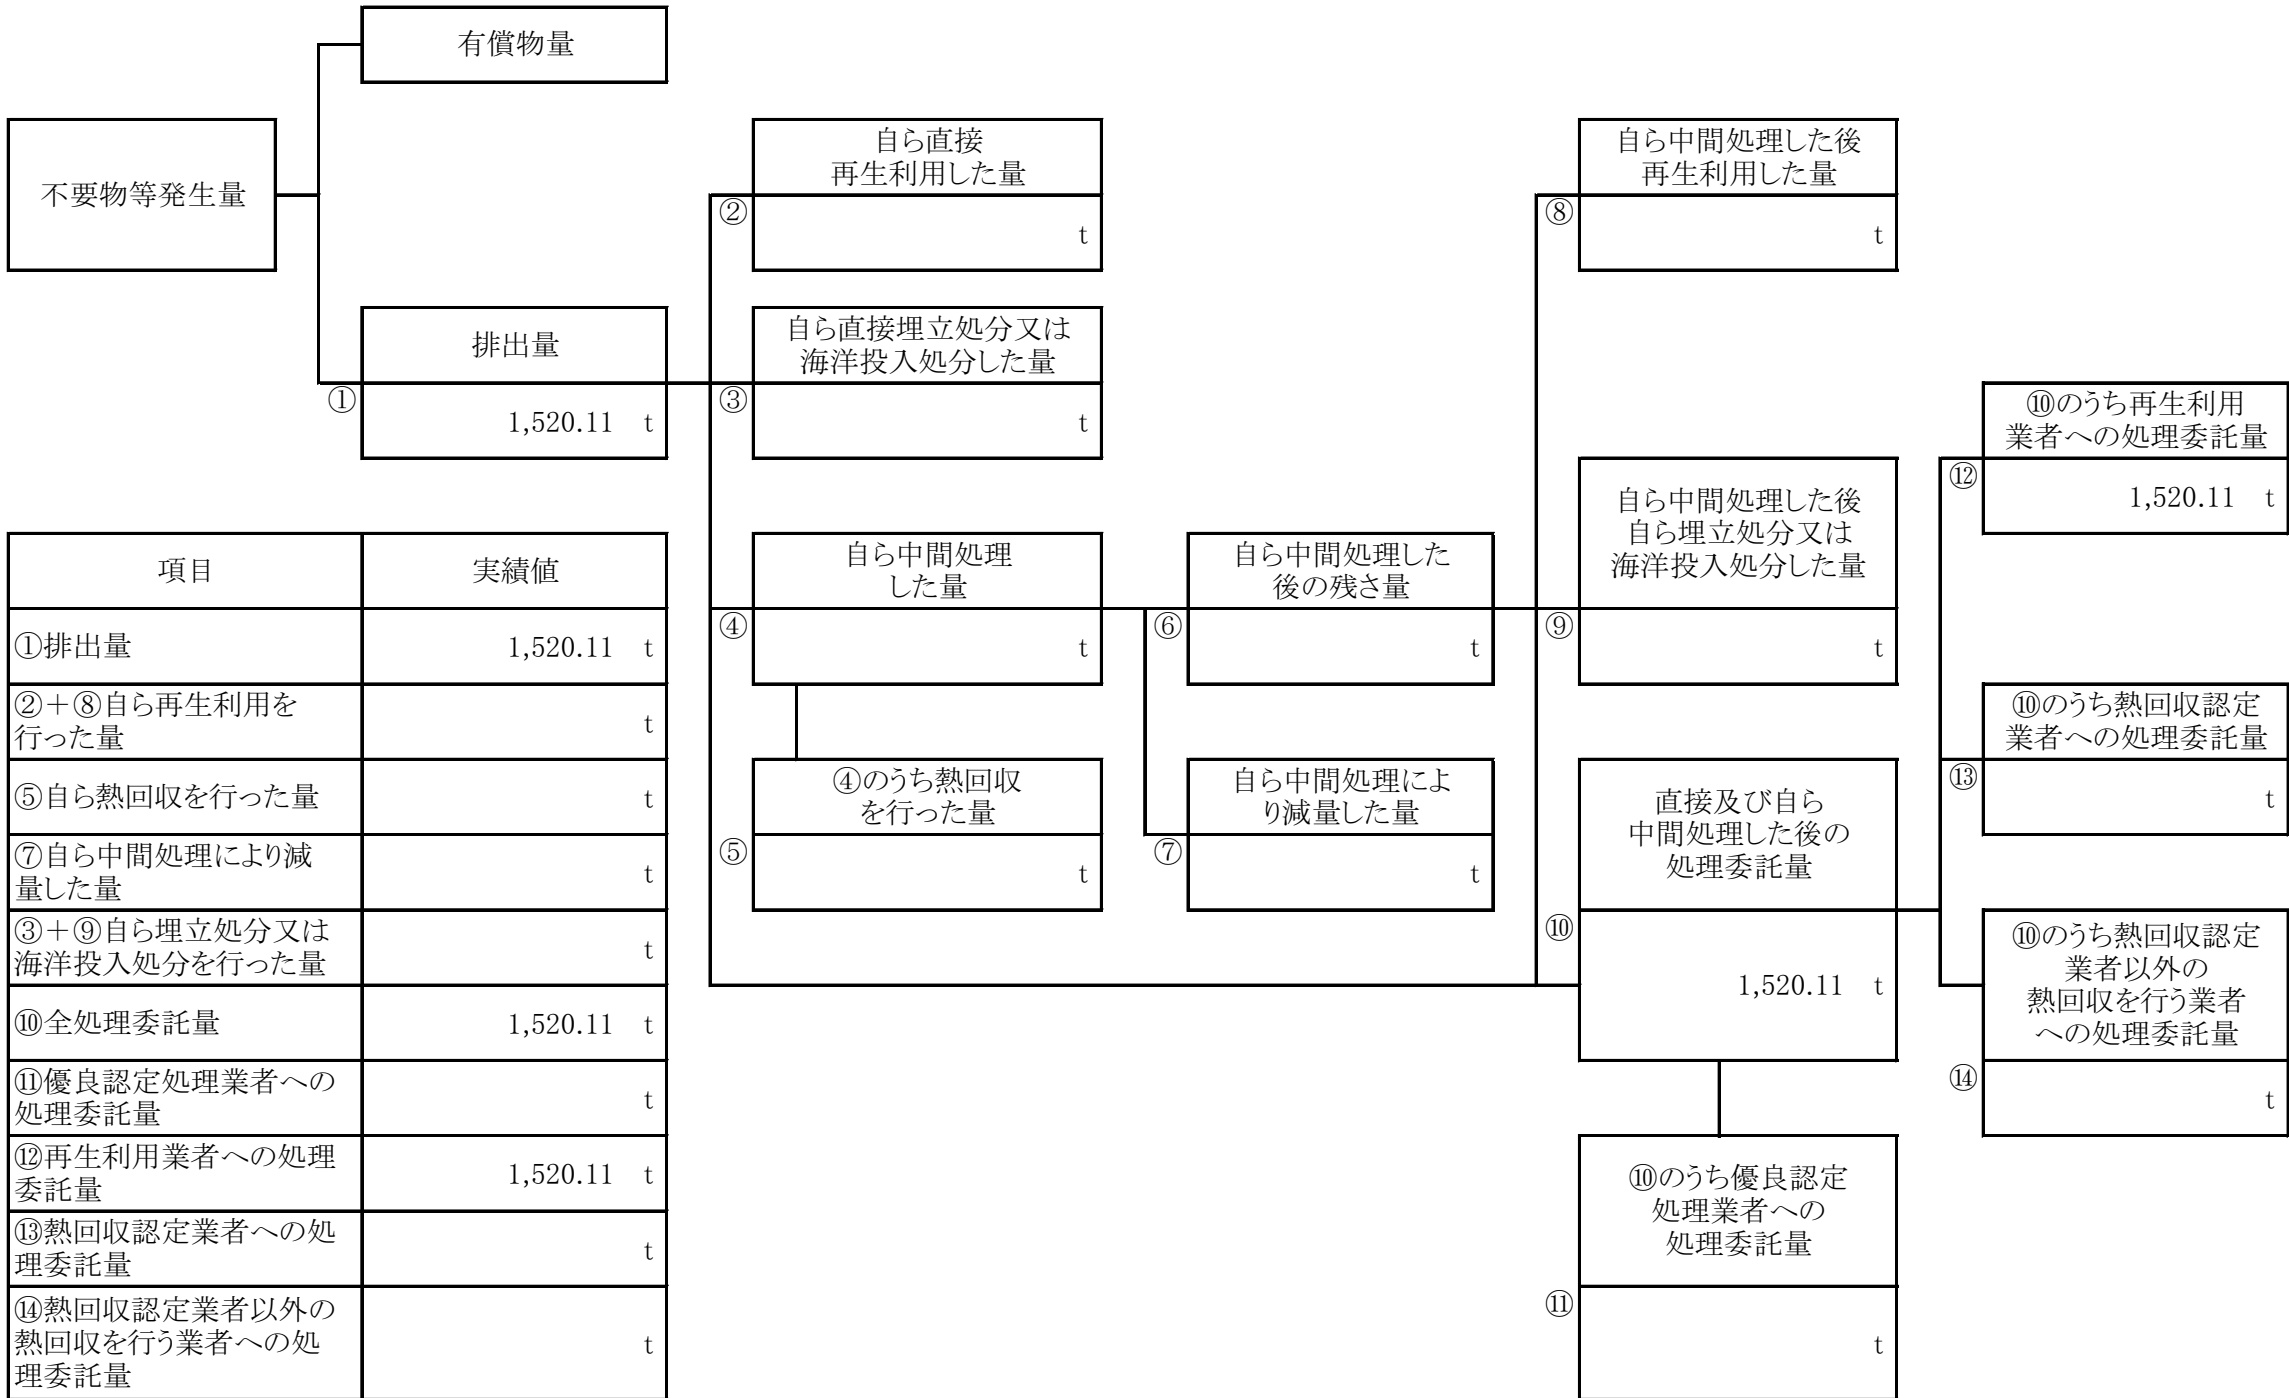 有償物量
不要物等発生量
排出量
①
1,520.11 t
自ら直接
再生利用した量
②
t
自ら直接埋立処分又は
海洋投入処分した量
③
t
自ら中間処理
した量
④
t
④のうち熱回収
を行った量
⑤
t
自ら中間処理した
後の残さ量
⑥
t
自ら中間処理によ
り減量した量
⑦
t
自ら中間処理した後
再生利用した量
⑧
t
自ら中間処理した後
自ら埋立処分又は
海洋投入処分した量
⑨
t
直接及び自ら
中間処理した後の
処理委託量
⑩
1,520.11 t
⑩のうち優良認定
処理業者への
処理委託量
⑪
t
⑩のうち再生利用
業者への処理委託量
⑫
1,520.11 t
⑩のうち熱回収認定
業者への処理委託量
⑬
t
⑩のうち熱回収認定
業者以外の
熱回収を行う業者
への処理委託量
⑭
t
項目 実績値
①排出量 1,520.11 t
②＋⑧自ら再生利用を
行った量 t
⑤自ら熱回収を行った量 t
⑦自ら中間処理により減
量した量 t
③＋⑨自ら埋立処分又は
海洋投入処分を行った量 t
⑩全処理委託量 1,520.11 t
⑪優良認定処理業者への
処理委託量 t
⑫再生利用業者への処理
委託量 1,520.11 t
⑬熱回収認定業者への処
理委託量 t
⑭熱回収認定業者以外の
熱回収を行う業者への処
理委託量 t